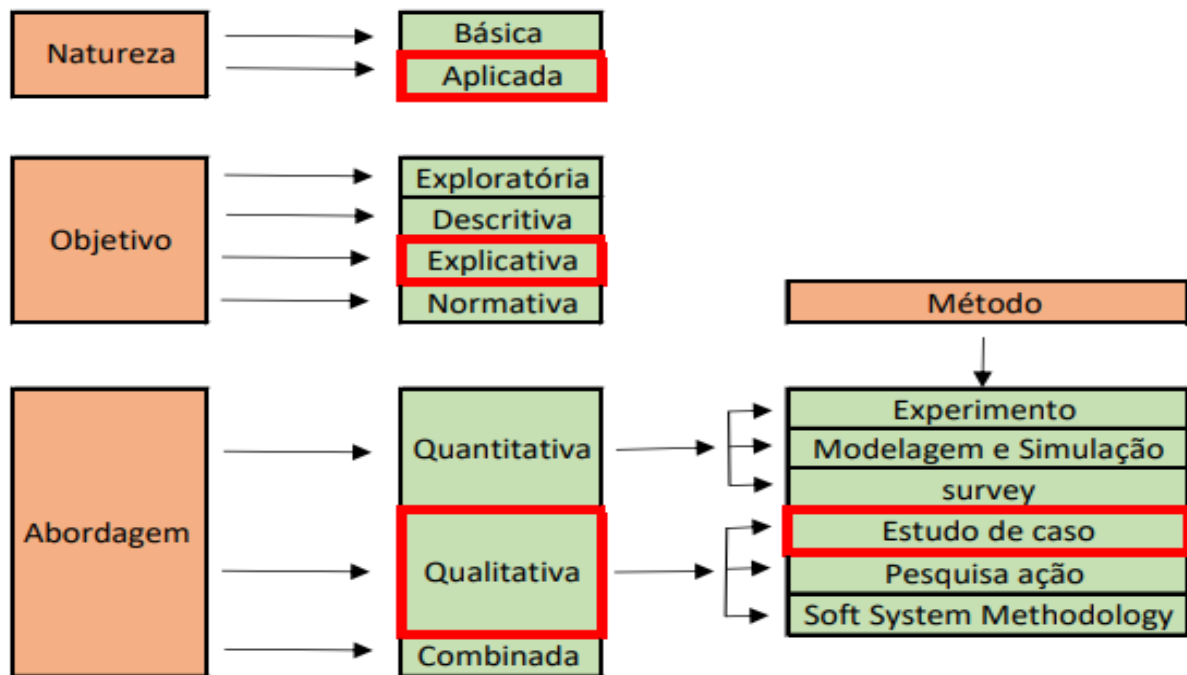 Natureza
Básica
Aplicada
Objetivo
Exploratória
Descritiva
Explicativa
Normativa
Método
Abordagem
Quantitativa
Qualitativa
Combinada
Experimento
Modelagem e Simulação
survey
Estudo de caso
Pesquisa ação
Soft System Methodology